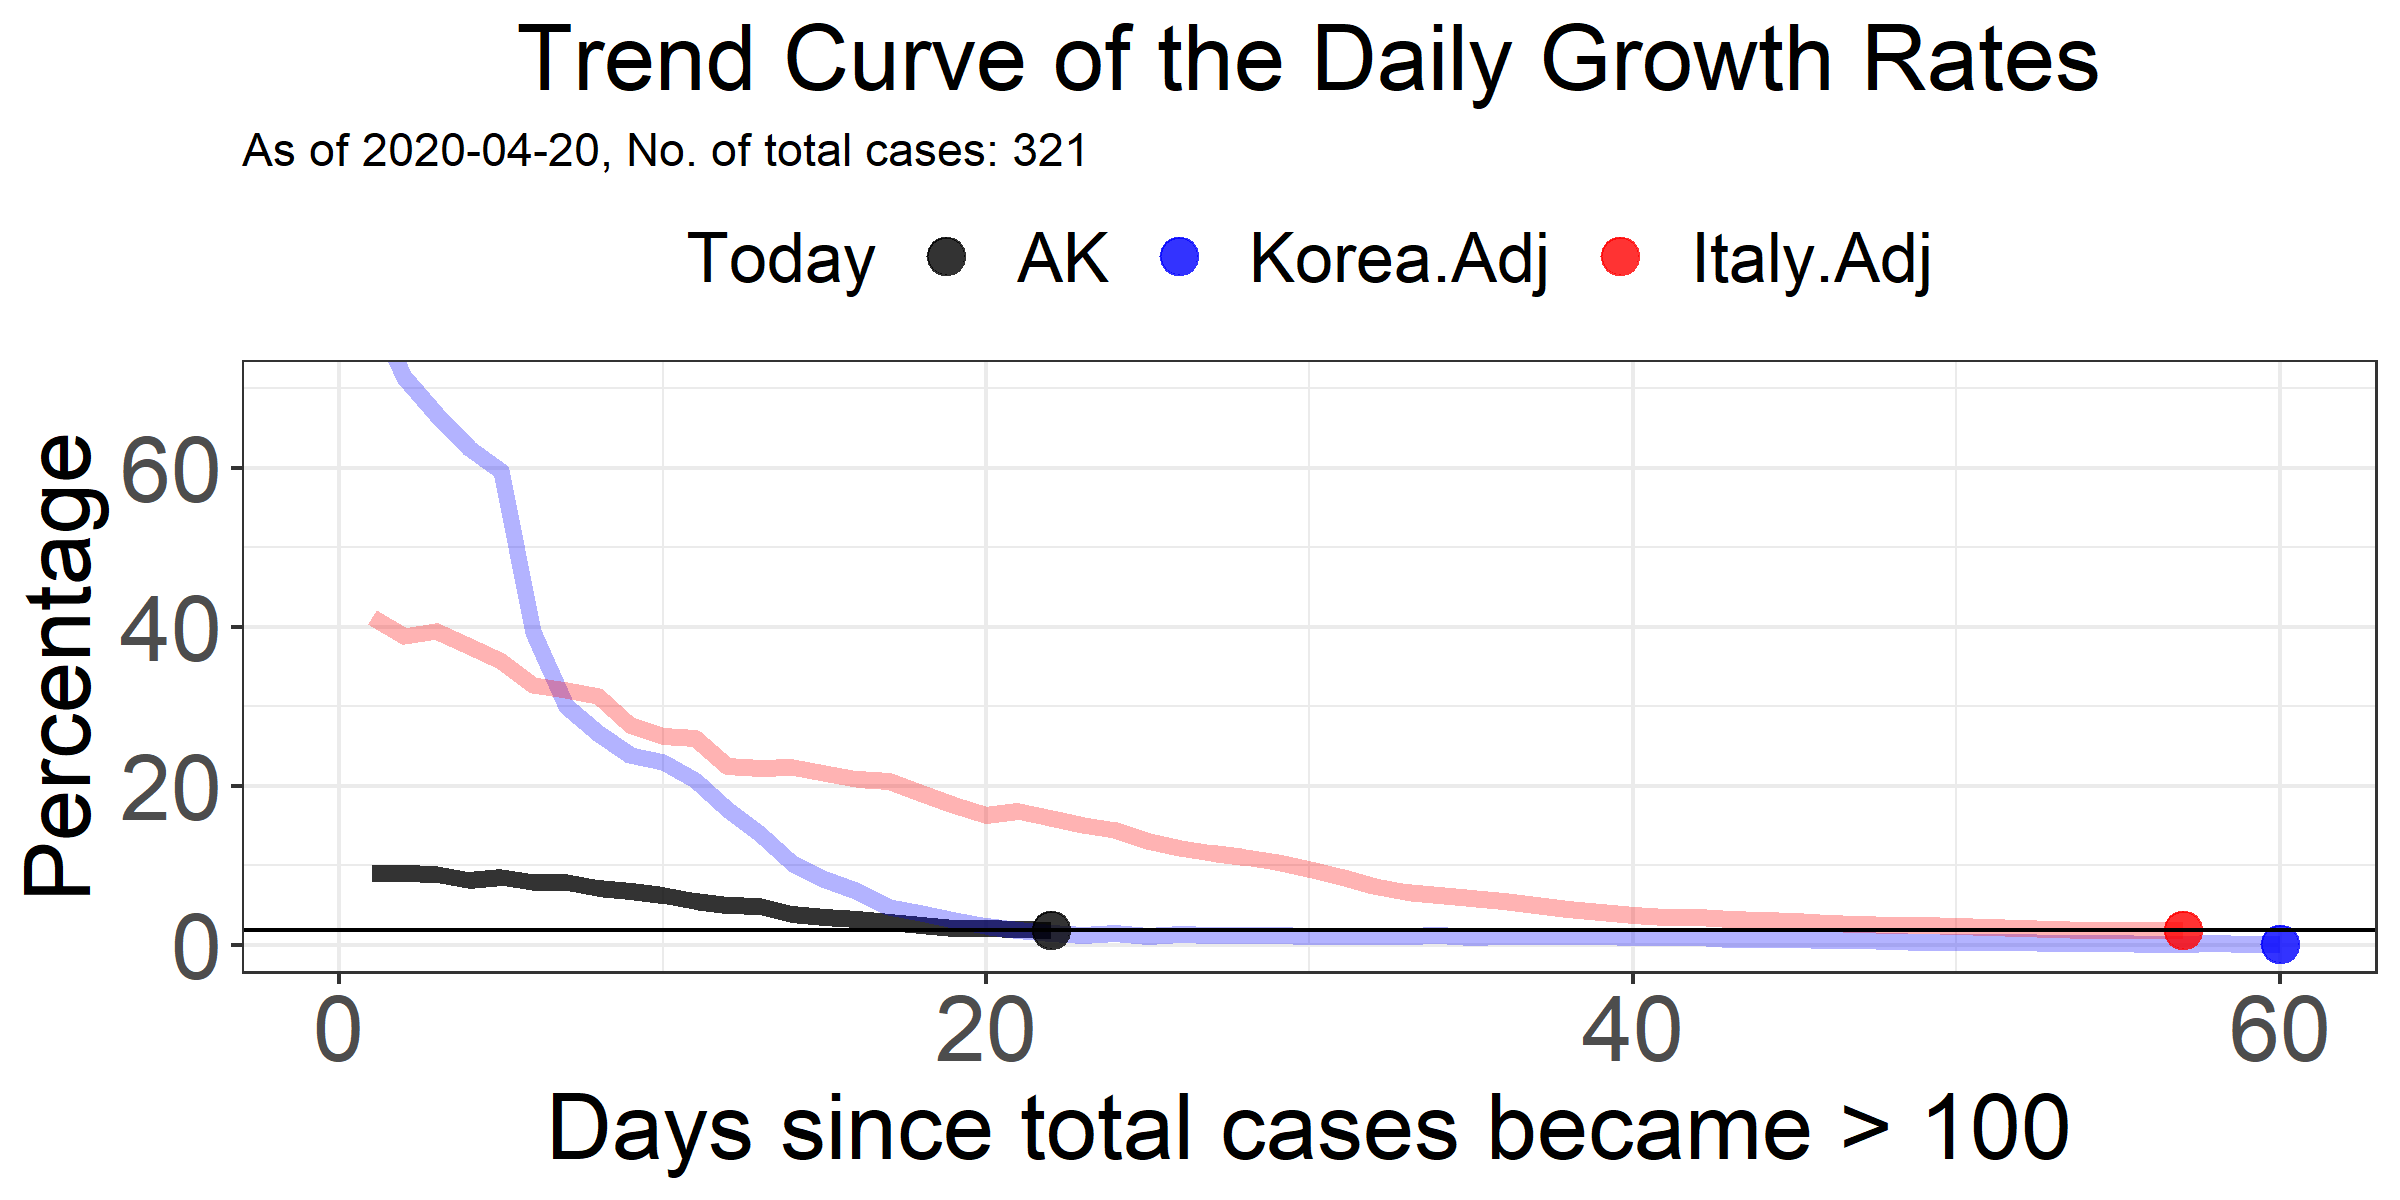 Trend Curve of the Daily Growth Rates
As of 2020-04-20, No. of total cases: 321
Today AK Korea.Adj Italy.Adj
Percentage
60
40
20
0
0 20 40 60
Days since total cases became > 100